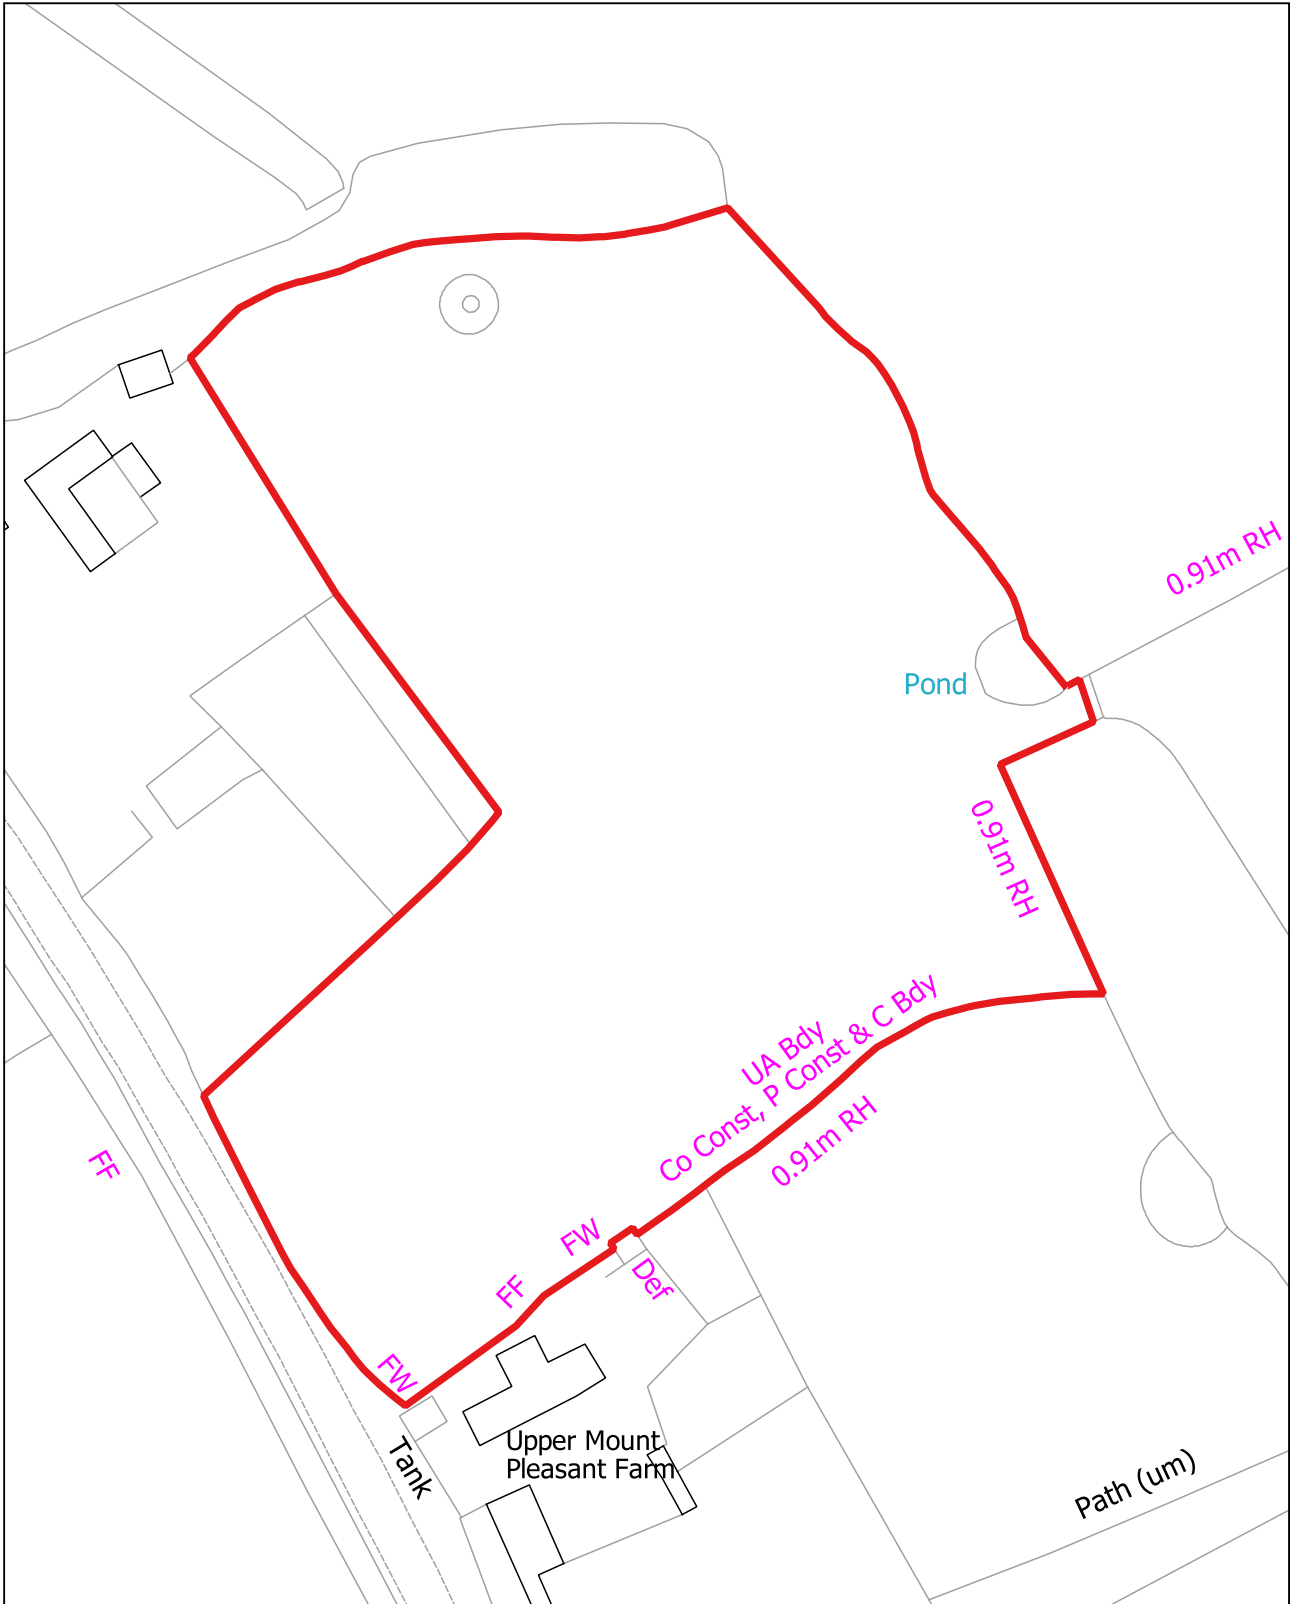 0.91m RH
Pond
0.91m RH
UA Bdy
Co Const, P Const & C Bdy
0.91m RH
FF
FW
Def
FF
FW
Tank
Upper Mount
Pleasant Farm
Path (um)